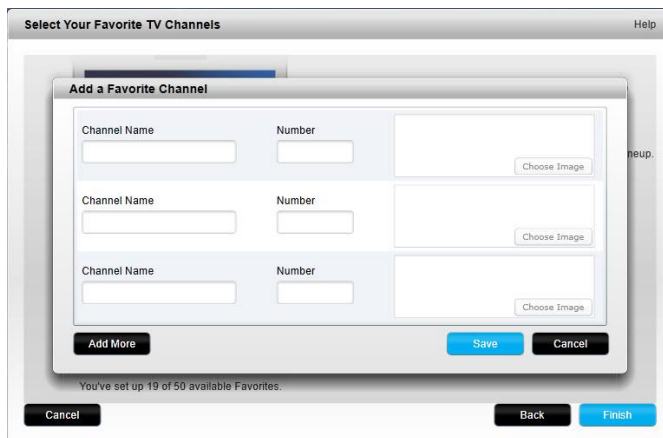 Select Your Favorite TV Channels Help
Add a Favorite Channel
neup.
Channel Name Number
Choose Image
Channel Name Number
Choose Image
Channel Name Number
Choose Image
Add More Save Cancel
You've set up 19 of 50 available Favorites.
Cancel Back Finish